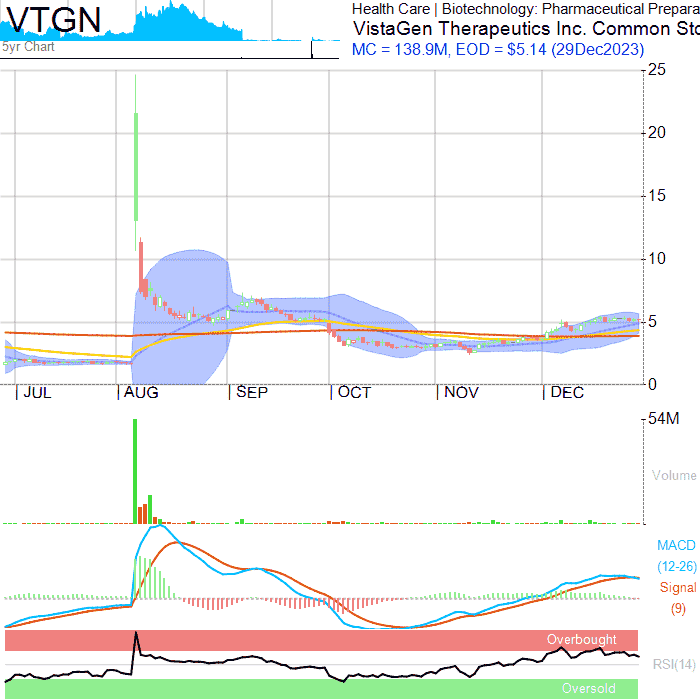 VTGN
5yr Chart
Health Care | Biotechnology: Pharmaceutical Prepara
VistaGen Therapeutics Inc. Common Sto
MC = 138.9M, EOD = $5.14 (29Dec2023)
25
20
15
10
5
0
JUL AUG SEP OCT NOV DEC
54M
Volume
MACD
(12-26)
Signal
(9)
Overbought
RSI(14)
Oversold